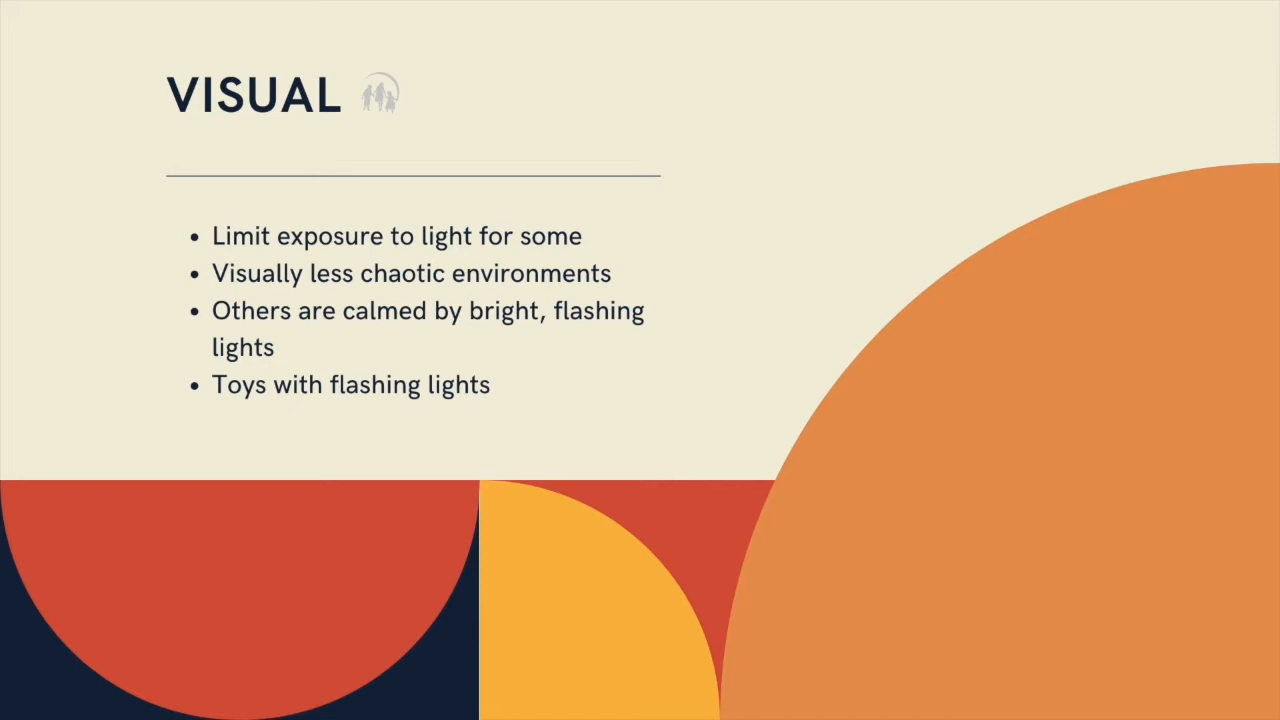 VISUAL
• Limit exposure to light for some
• Visually less chaotic environments
• Others are calmed by bright, flashing
lights
• Toys with flashing lights